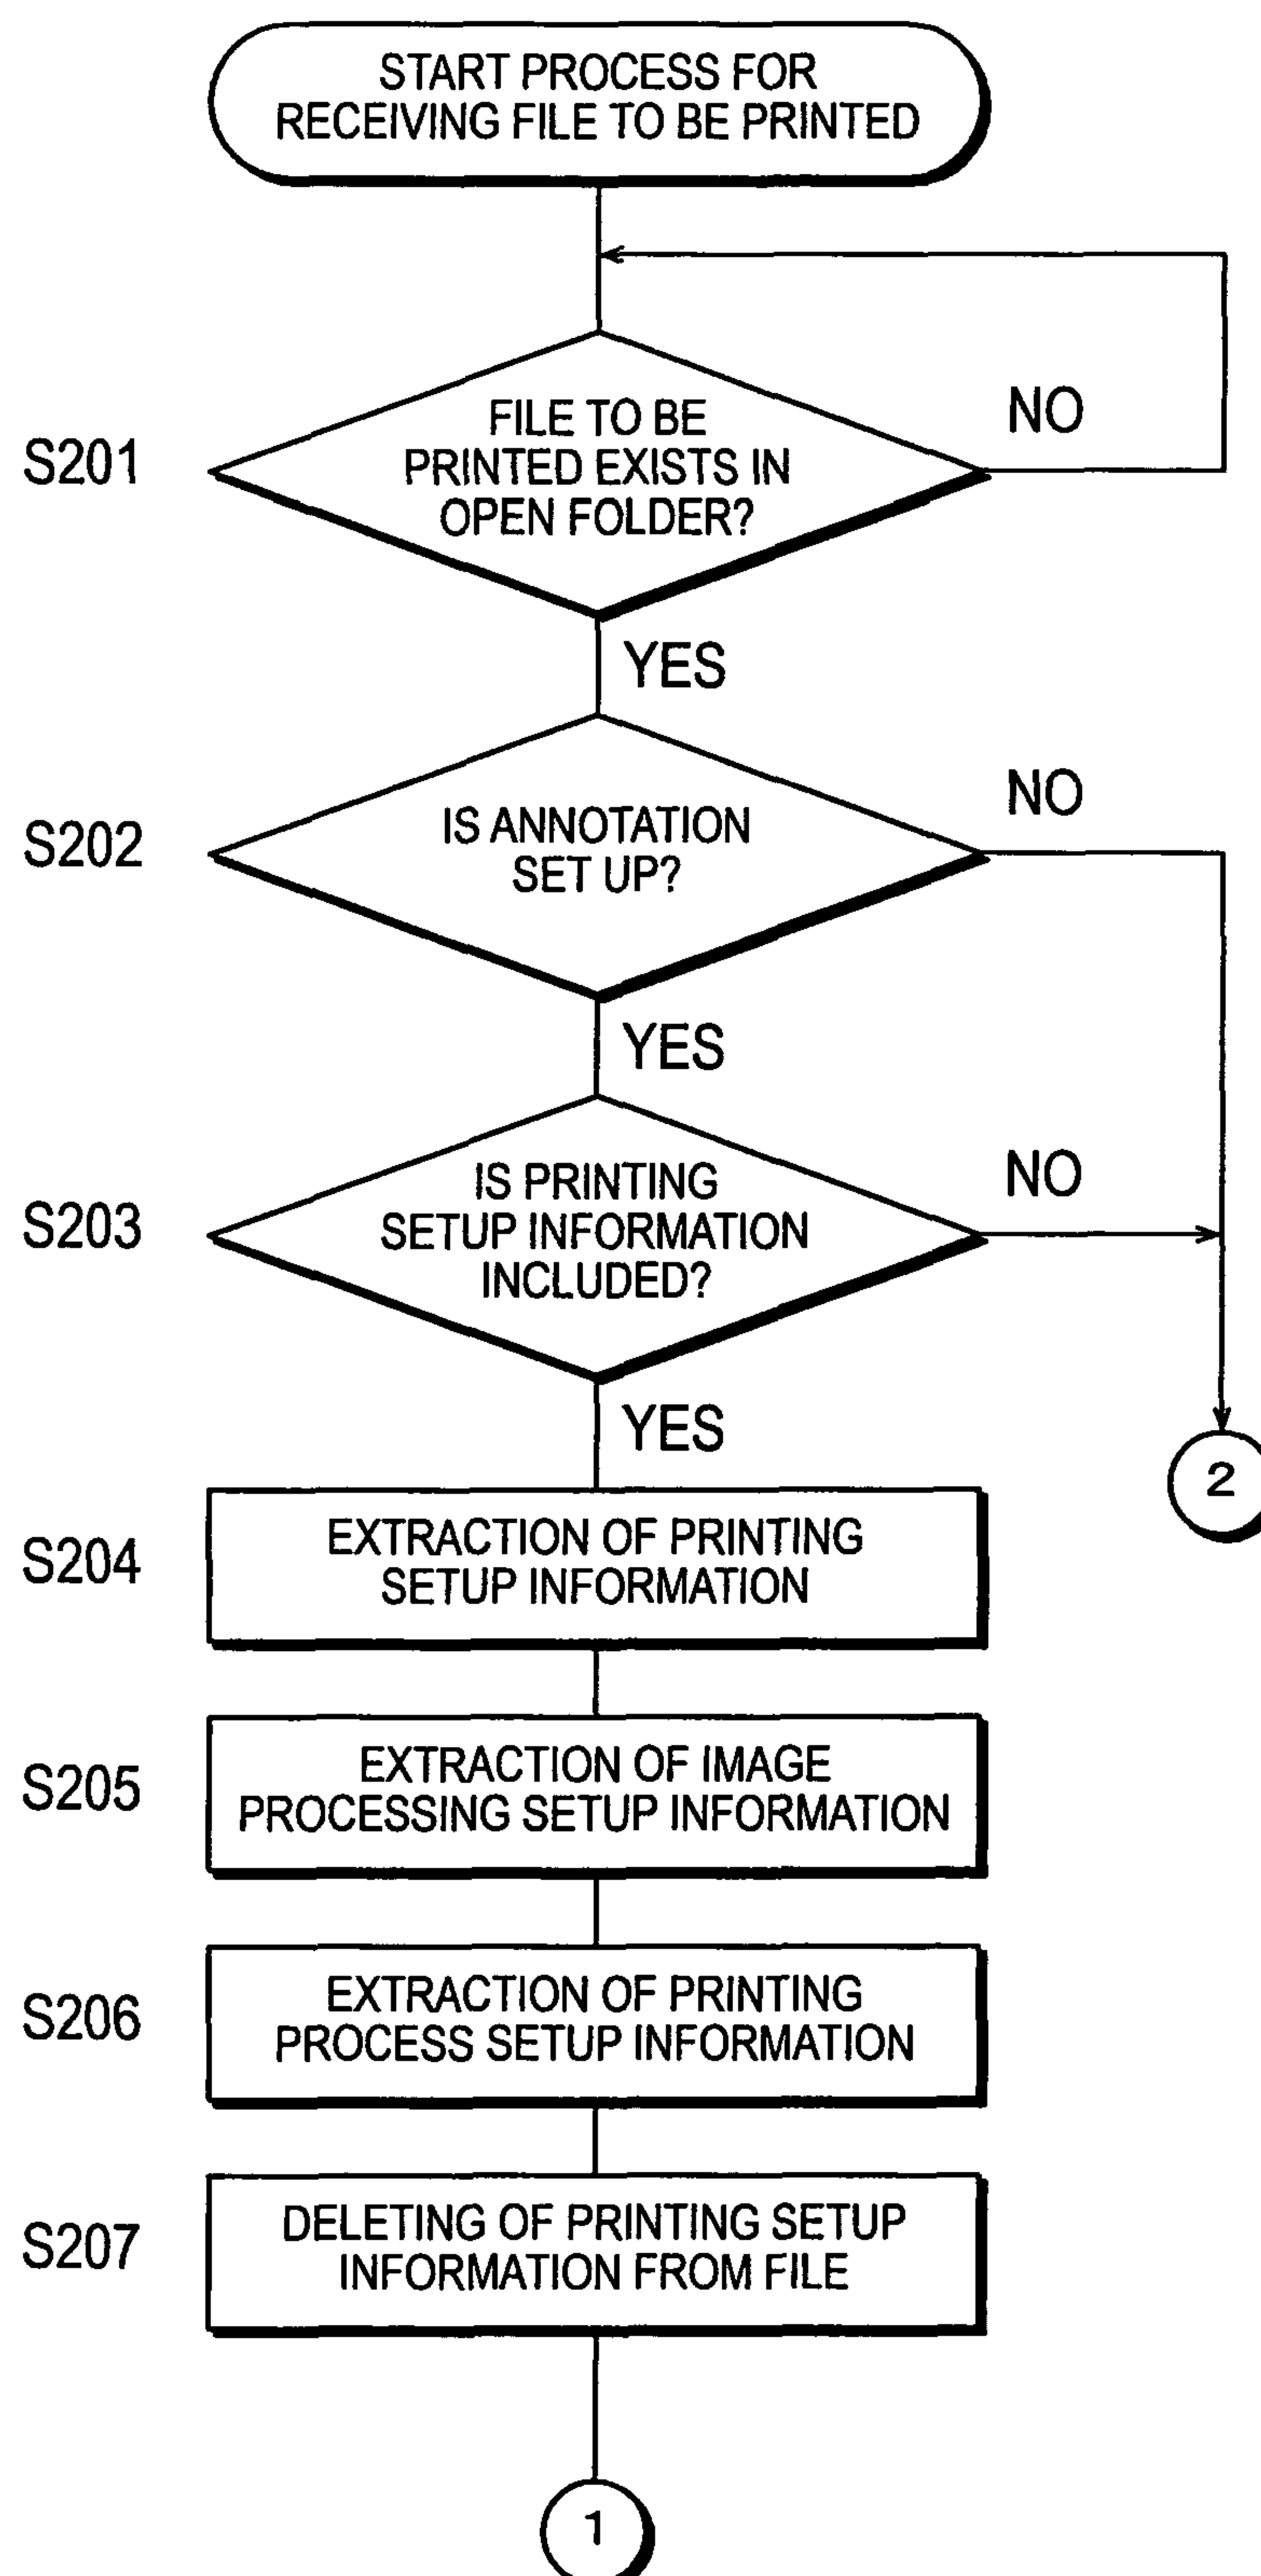 START PROCESS FOR
RECEIVING FILE TO BE PRINTED
S201
FILE TO BE
PRINTED EXISTS IN
OPEN FOLDER?
NO
YES
S202
IS ANNOTATION
SET UP?
NO
YES
S203
IS PRINTING
SETUP INFORMATION
INCLUDED?
NO
YES
2
S204
EXTRACTION OF PRINTING
SETUP INFORMATION
S205
EXTRACTION OF IMAGE
PROCESSING SETUP INFORMATION
S206
EXTRACTION OF PRINTING
PROCESS SETUP INFORMATION
S207
DELETING OF PRINTING SETUP
INFORMATION FROM FILE
1